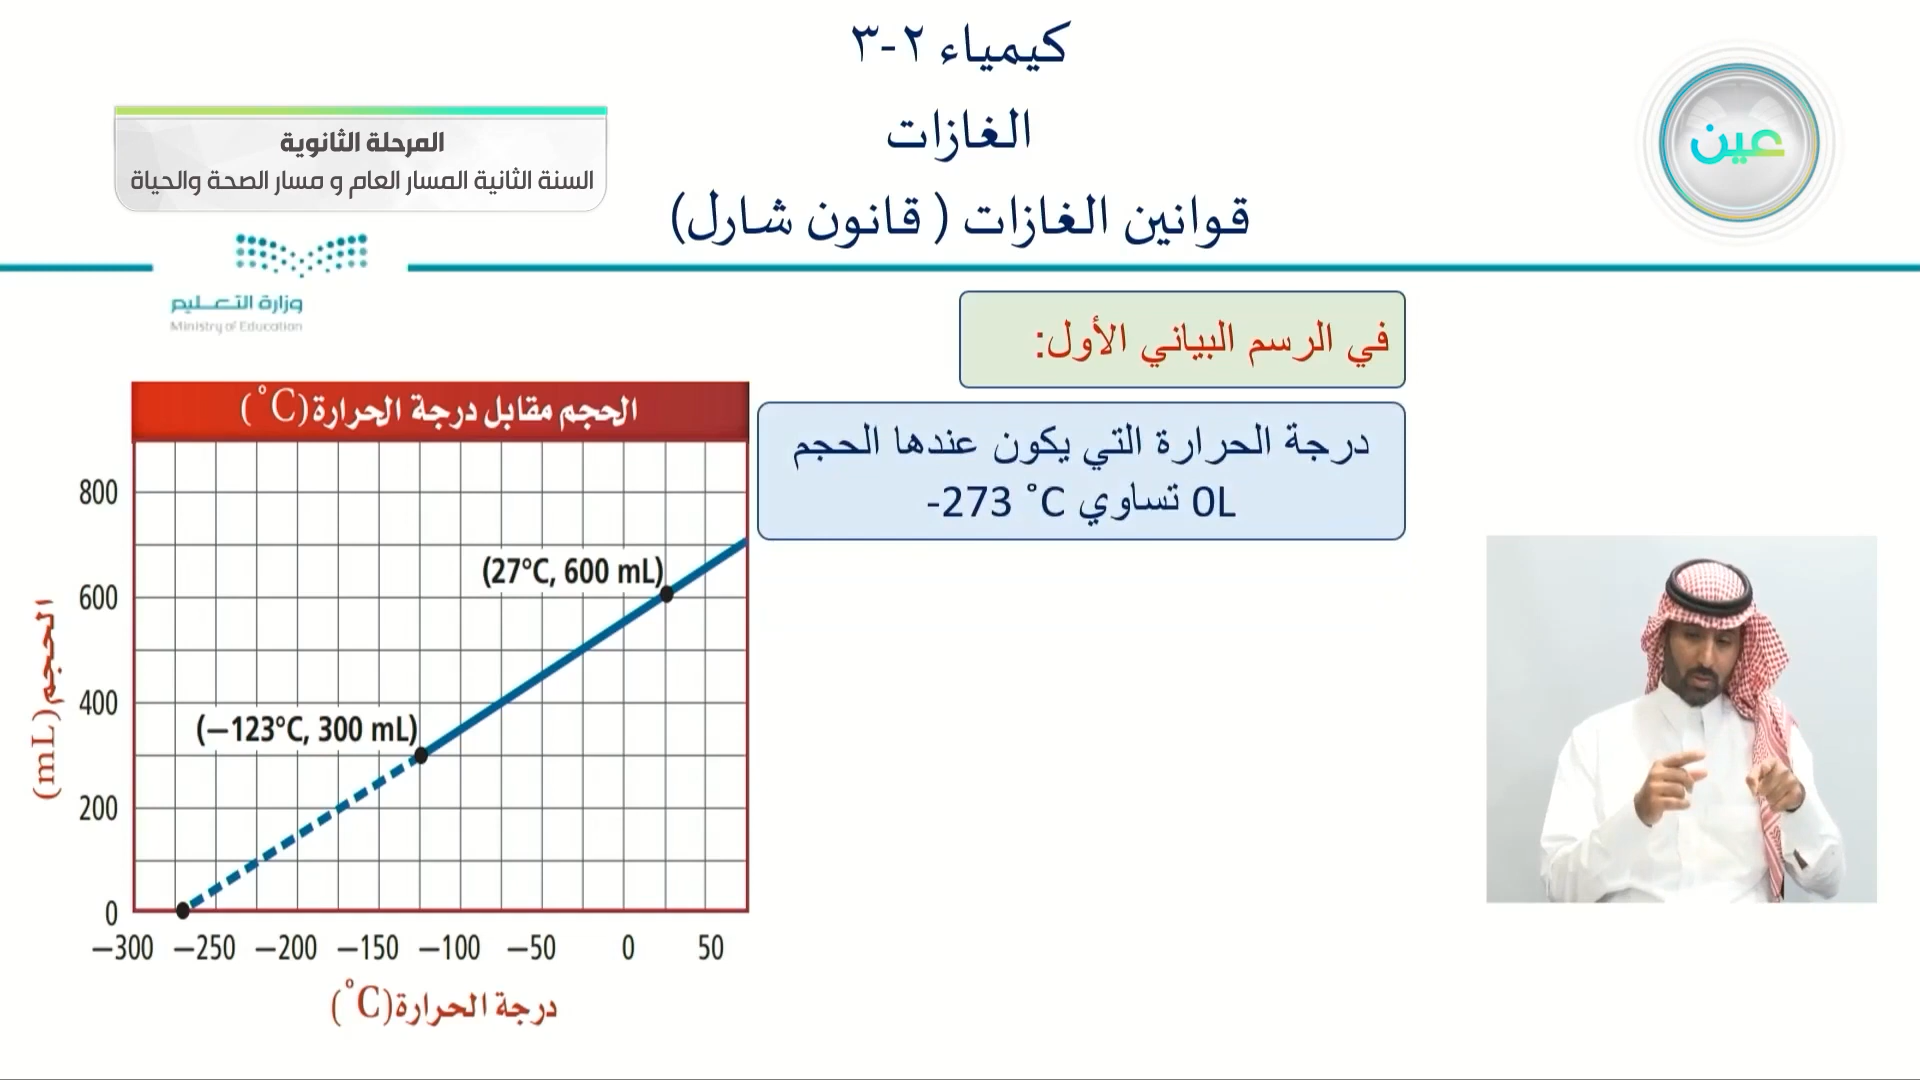 كيمياء ٢-٣
الغازات
قوانين الغازات ( قانون شارل)
عين
المرحلة الثانوية
السنة الثانية المسار العام و مسار الصحة والحياة
وزارة التعليم
Ministry of Education
في الرسم البياني الأول:
درجة الحرارة التي يكون عندها الحجم
0L تساوي -273 ˚C
الحجم مقابل درجة الحرارة(˚C)
800
600
400
200
0
الحجم(mL)
(27°C, 600 mL)
(–123°C, 300 mL)
–300 –250 –200 –150 –100 –50 0 50
درجة الحرارة(˚C)